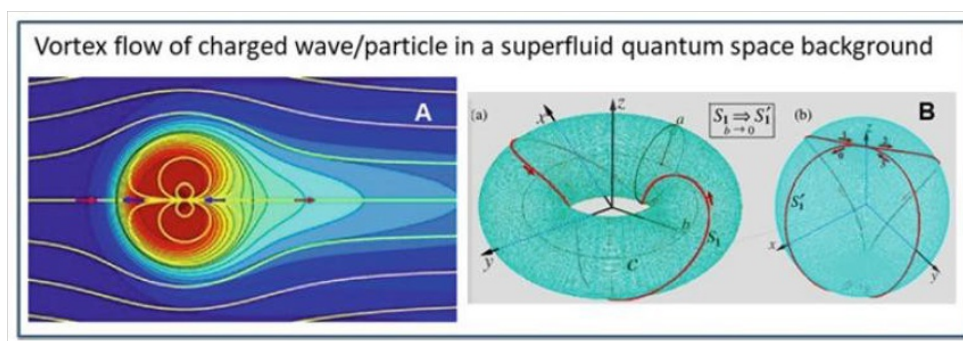 Vortex flow of charged wave/particle in a superfluid quantum space background
A
(a)
x
z
a
S₁ ⇒ S₁′
b→0
b
S₁
c
y
(b)
B
z
S₁′
x
y